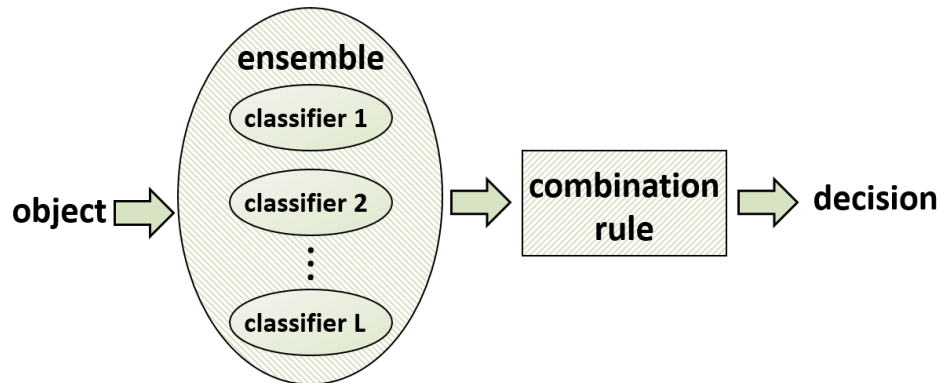 ensemble
classifier 1
classifier 2
classifier L
object
combination
rule
decision